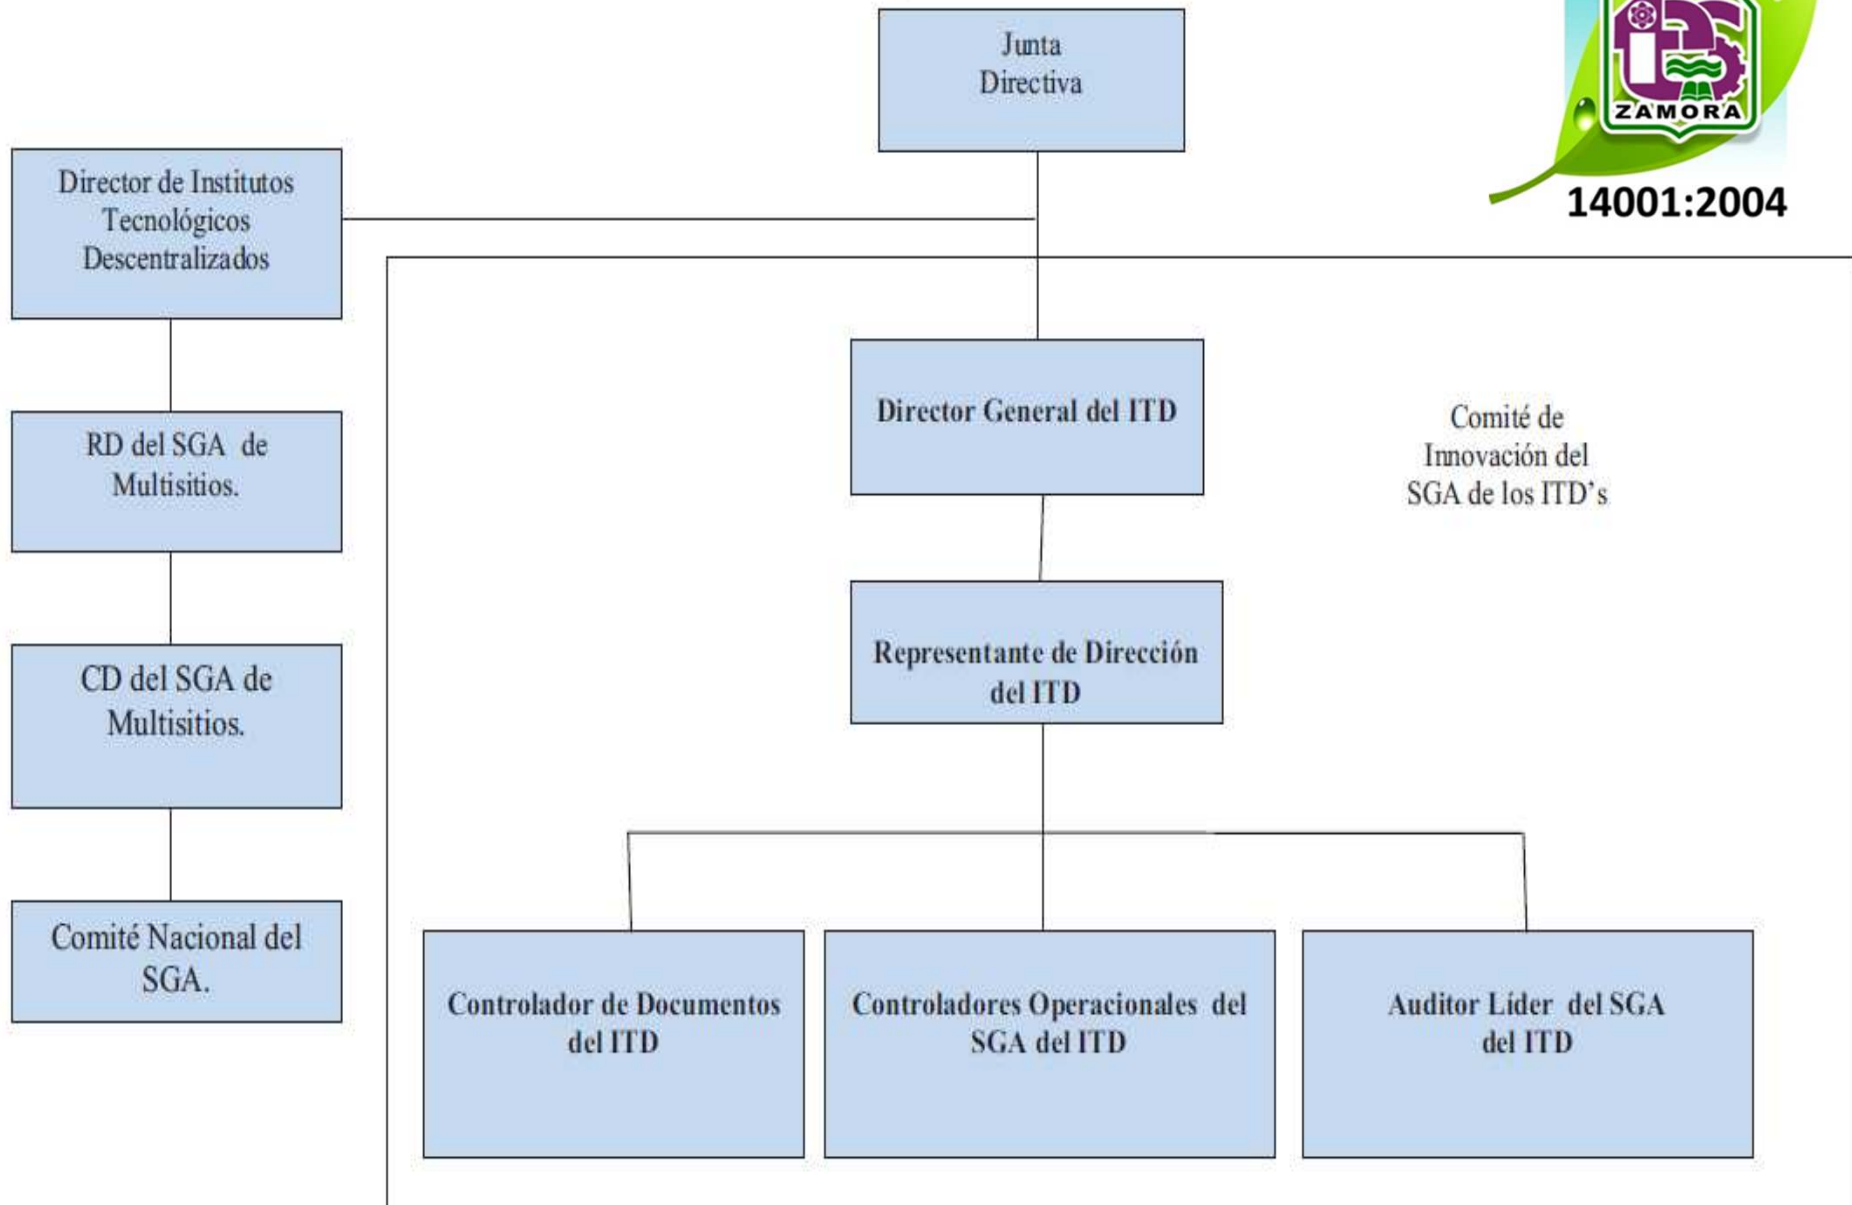 Junta
Directiva
ZAMORA
14001:2004
Director de Institutos
Tecnológicos
Descentralizados
RD del SGA de
Multisitios.
CD del SGA de
Multisitios.
Comité Nacional del
SGA.
Director General del ITD
Comité de
Innovación del
SGA de los ITD’s
Representante de Dirección
del ITD
Controlador de Documentos
del ITD
Controladores Operacionales del
SGA del ITD
Auditor Líder del SGA
del ITD